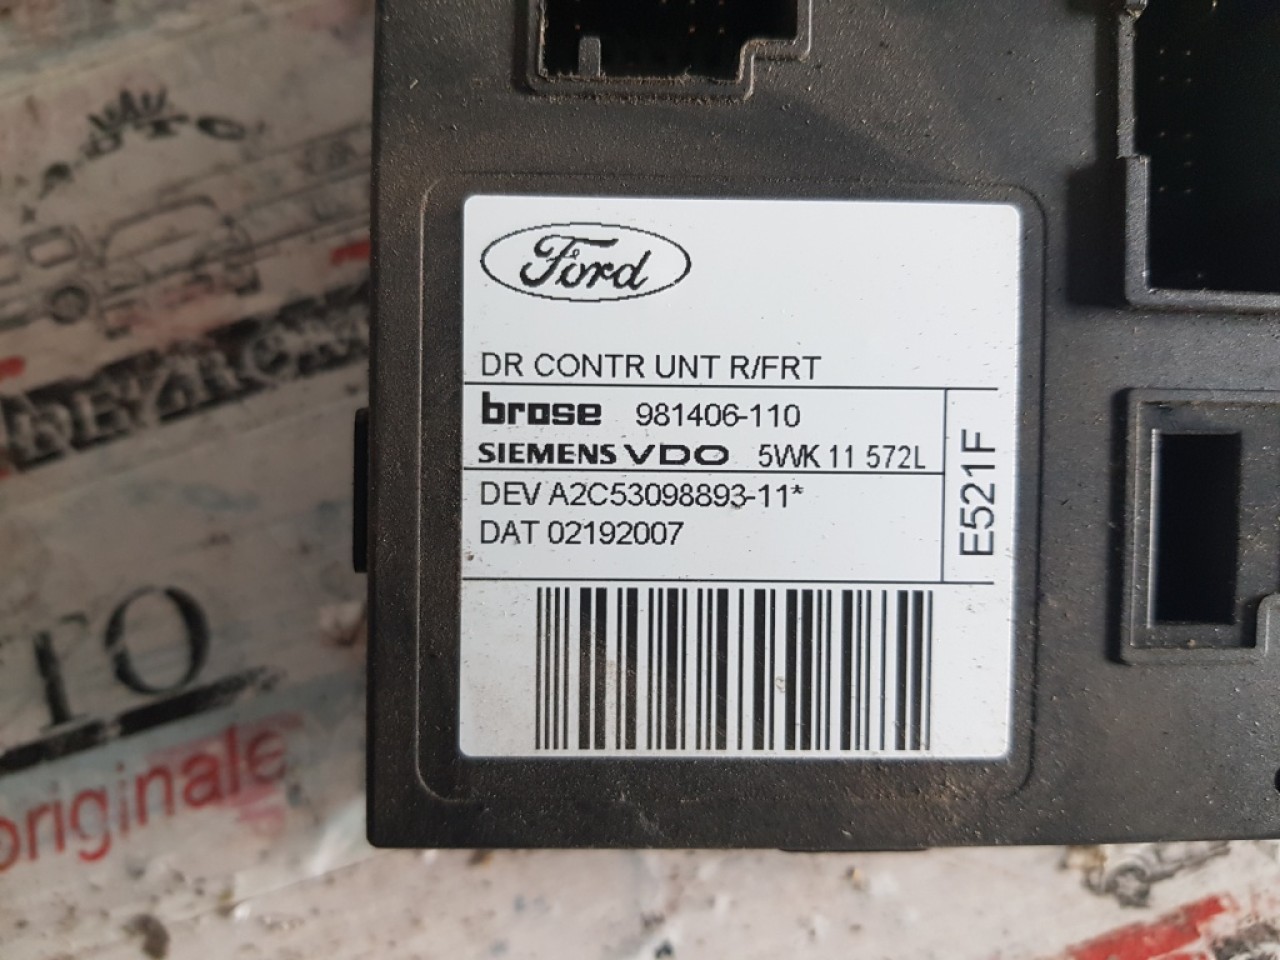 Ford
DR CONTR UNT R/FRT
brose 981406-110
SIEMENS VDO 5WK 11 572L
DEV A2C53098893-11*
DAT 02192007
E521F
TO
originale